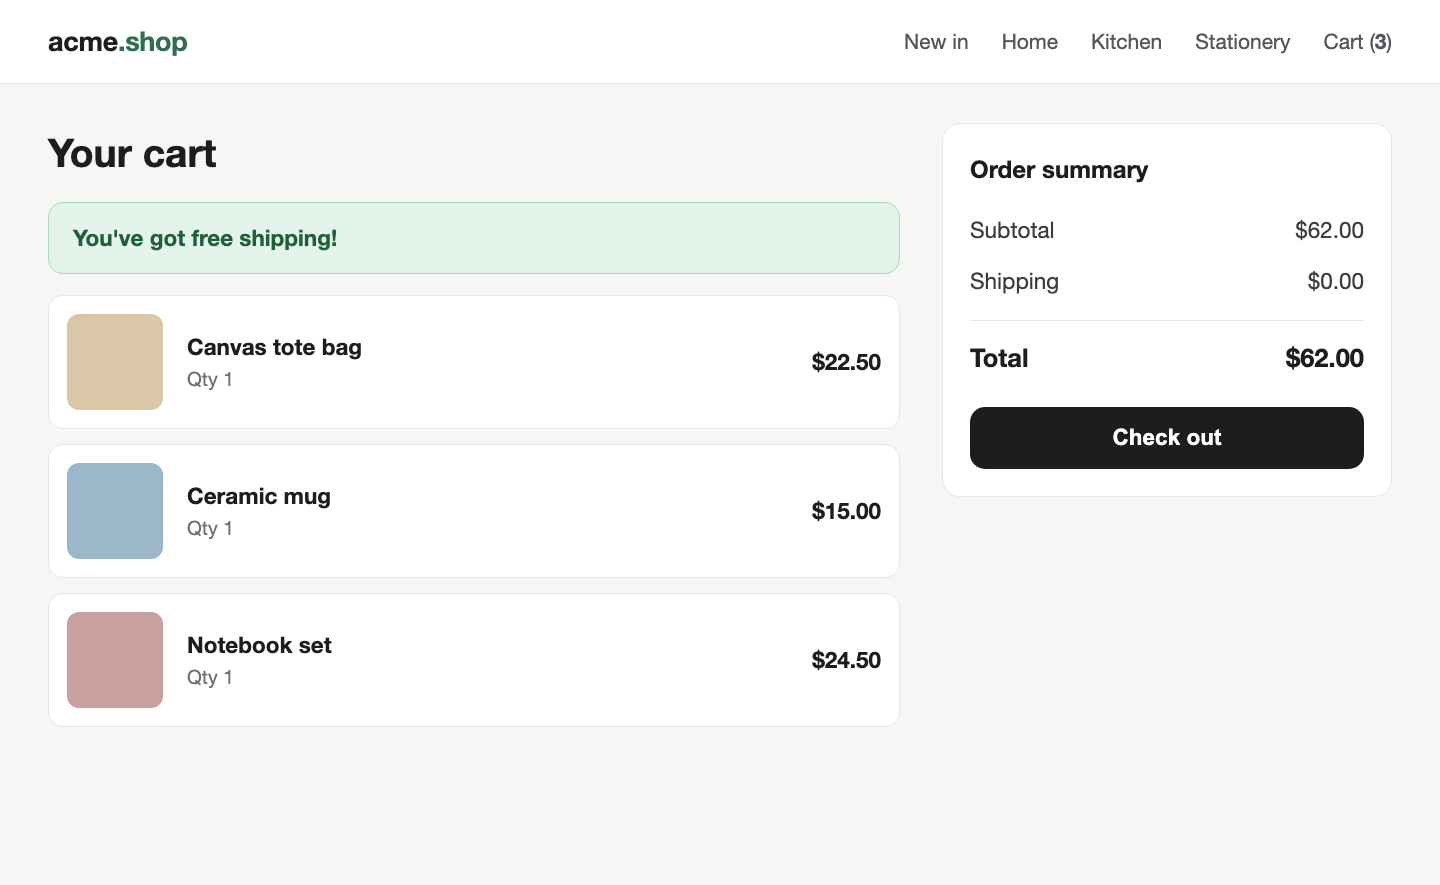 acme.shop
New in Home Kitchen Stationery Cart (3)
Your cart
You've got free shipping!
Canvas tote bag
Qty 1
$22.50
Ceramic mug
Qty 1
$15.00
Notebook set
Qty 1
$24.50
Order summary
Subtotal $62.00
Shipping $0.00
Total $62.00
Check out